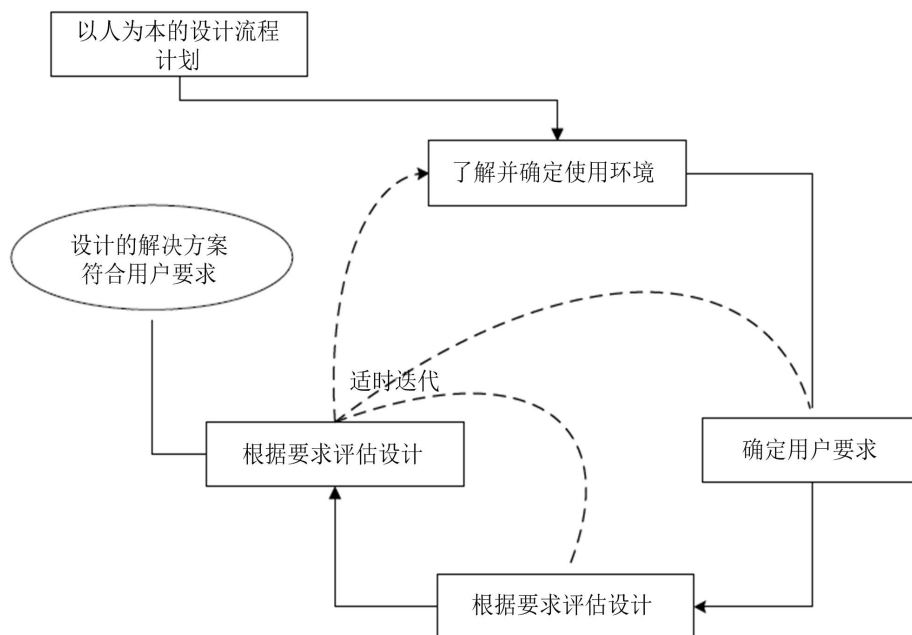 以人为本的设计流程
计划
了解并确定使用环境
设计的解决方案
符合用户要求
适时迭代
根据要求评估设计
确定用户要求
根据要求评估设计